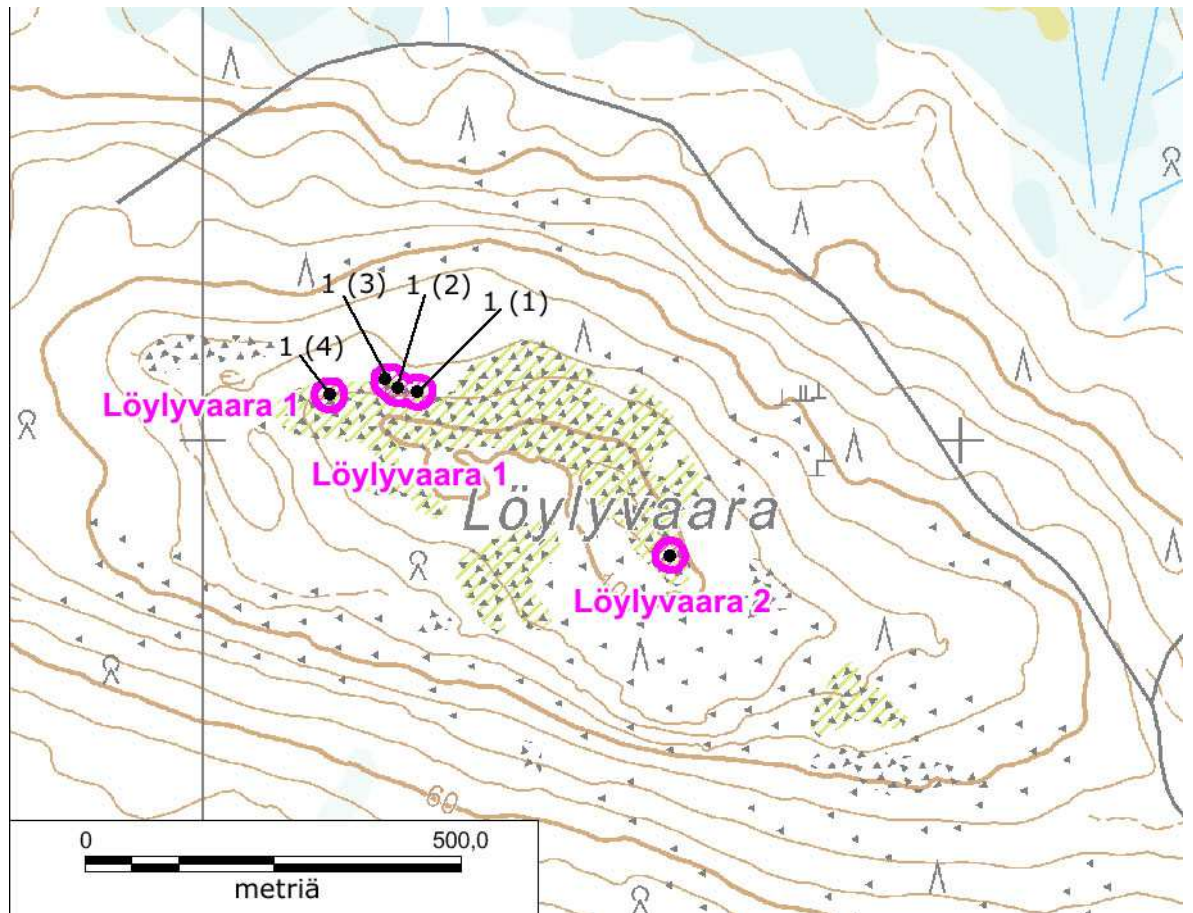 1 (3)
1 (2)
1 (1)
1 (4)
Löylyvaara 1
Löylyvaara 1
Löylyvaara
Löylyvaara 2
60
0
500,0
metriä